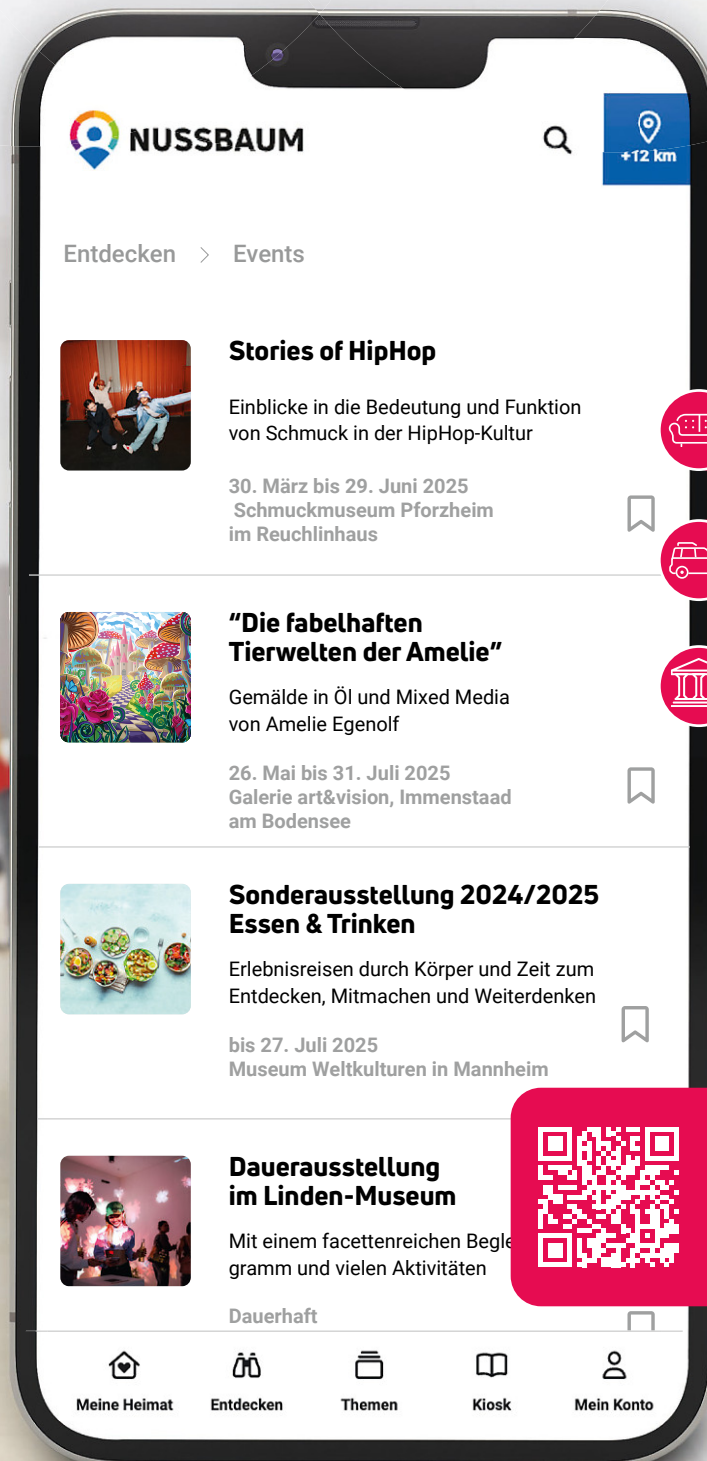 NUSSBAUM
+12 km
Entdecken > Events
Stories of HipHop
Einblicke in die Bedeutung und Funktion
von Schmuck in der HipHop-Kultur
30. März bis 29. Juni 2025
Schmuckmuseum Pforzheim
im Reuchlinhaus
“Die fabelhaften
Tierwelten der Amelie”
Gemälde in Öl und Mixed Media
von Amelie Egenolf
26. Mai bis 31. Juli 2025
Galerie art&vision, Immenstaad
am Bodensee
Sonderausstellung 2024/2025
Essen & Trinken
Erlebnisreisen durch Körper und Zeit zum
Entdecken, Mitmachen und Weiterdenken
bis 27. Juli 2025
Museum Weltkulturen in Mannheim
Dauerausstellung
im Linden-Museum
Mit einem facettenreichen Begle
gramm und vielen Aktivitäten
Dauerhaft
Meine Heimat Entdecken Themen Kiosk Mein Konto